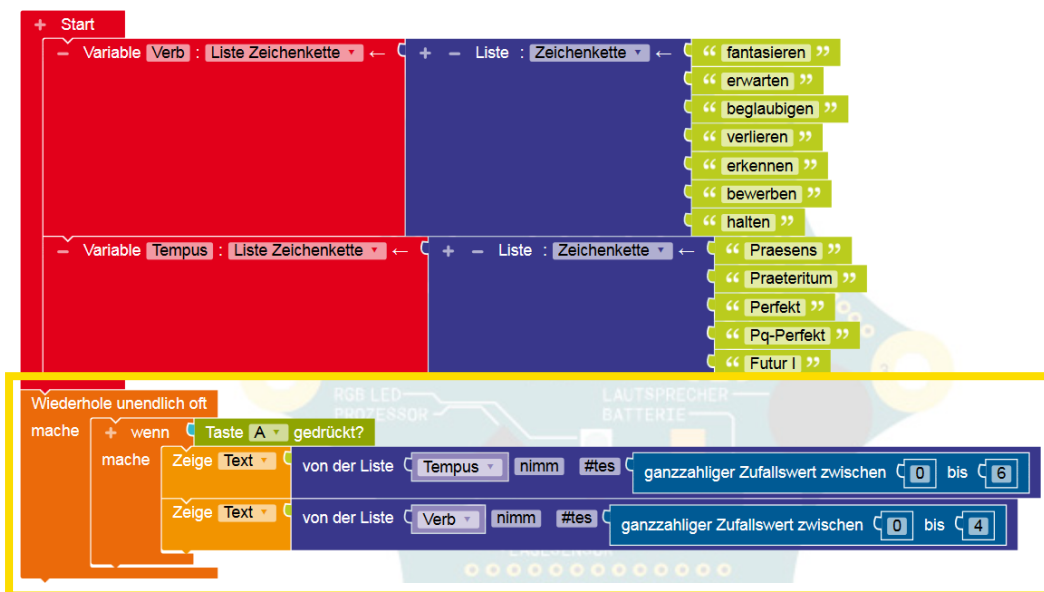 + Start
− Variable Verb : Liste Zeichenkette ▾ ← + − Liste : Zeichenkette ▾ ← “ fantasieren ”
“ erwarten ”
“ beglaubigen ”
“ verlieren ”
“ erkennen ”
“ bewerben ”
“ halten ”
− Variable Tempus : Liste Zeichenkette ▾ ← + − Liste : Zeichenkette ▾ ← “ Praesens ”
“ Praeteritum ”
“ Perfekt ”
“ Pq-Perfekt ”
“ Futur I ”
Wiederhole unendlich oft
RGB LED LAUTSPRECHER
PROZESSOR BATTERIE
mache + wenn Taste A ▾ gedrückt?
mache Zeige Text ▾ von der Liste Tempus ▾ nimm #tes ganzzahliger Zufallswert zwischen 0 bis 6
Zeige Text ▾ von der Liste Verb ▾ nimm #tes ganzzahliger Zufallswert zwischen 0 bis 4